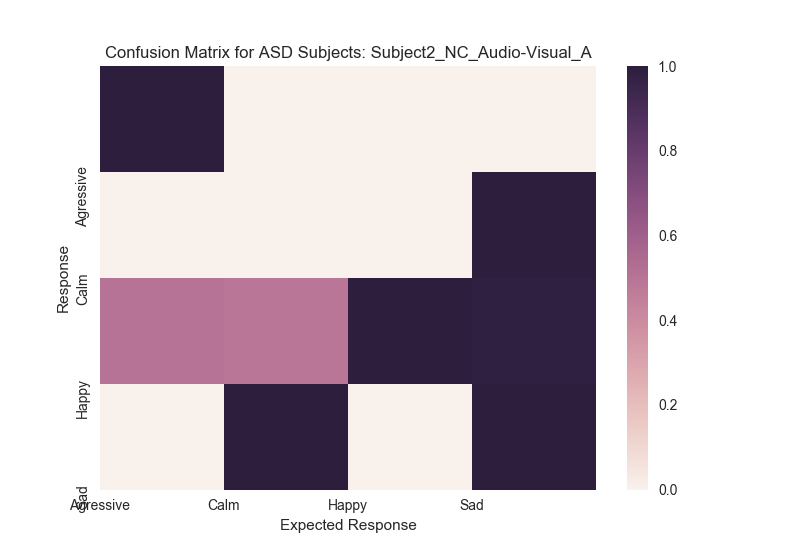 Confusion Matrix for ASD Subjects: Subject2_NC_Audio-Visual_A
1.0
0.8
0.6
0.4
0.2
0.0
Response
Agressive
Calm
Happy
Sad
Agressive
Calm
Happy
Sad
Expected Response